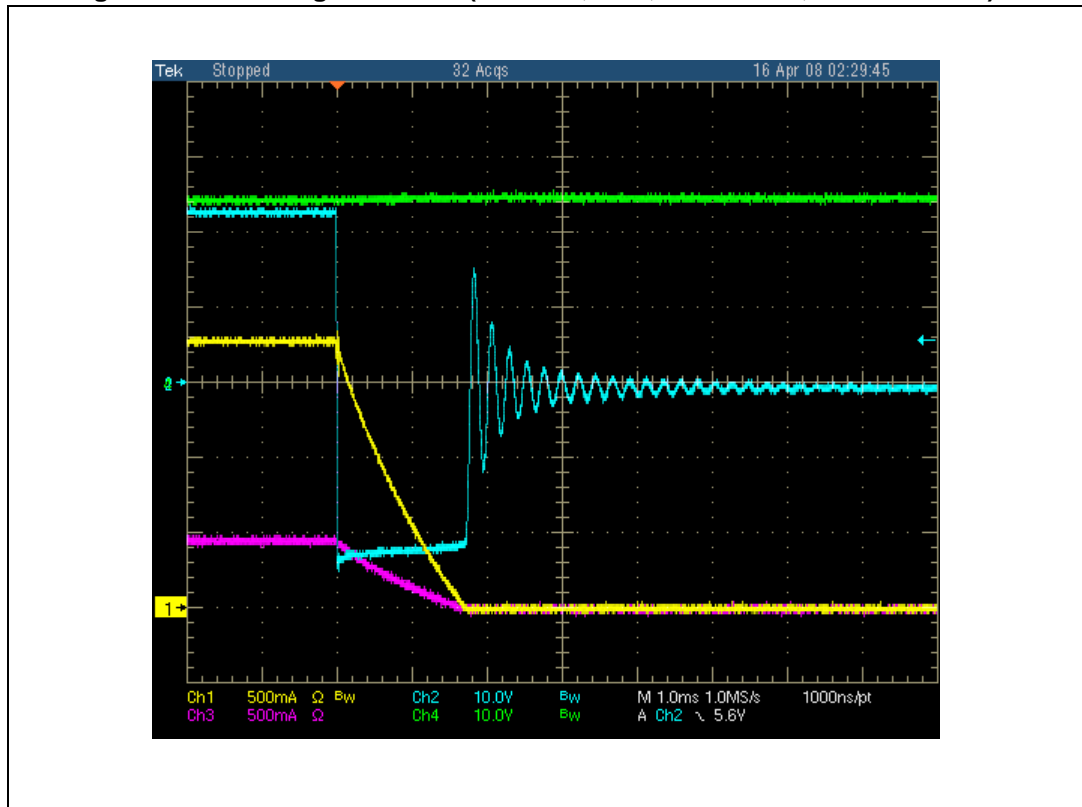 Tek Stopped 32 Acqs 16 Apr 08 02:29:45
1
Ch1 500mA Ω Bw Ch2 10.0V Bw M 1.0ms 1.0MS/s 1000ns/pt
Ch3 500mA Ω Ch4 10.0V Bw A Ch2 5.6V